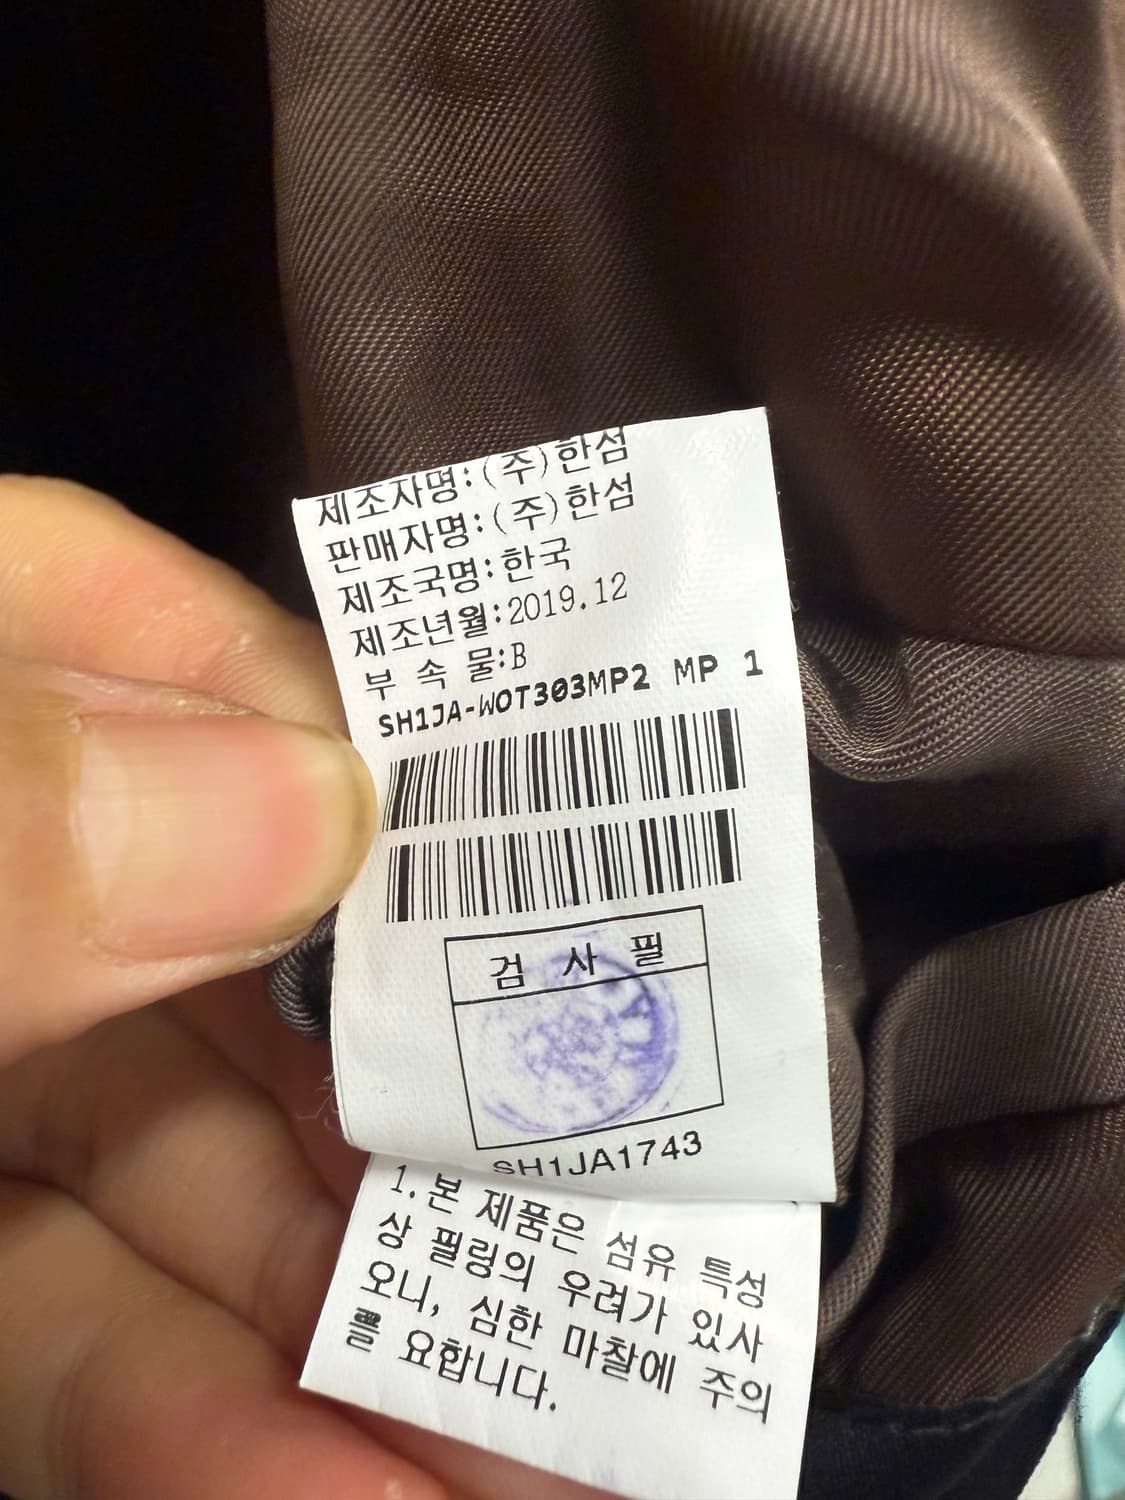 제조자명:(주)한섬
판매자명:(주)한섬
제조국명:한국
제조년월:2019.12
부 속 물:B
SH1JA-WOT303MP2 MP 1
검 사 필
SH1JA1743
1. 본 제품은 섬유 특성
상 필링의 우려가 있사
오니, 심한 마찰에 주의
를 요합니다.